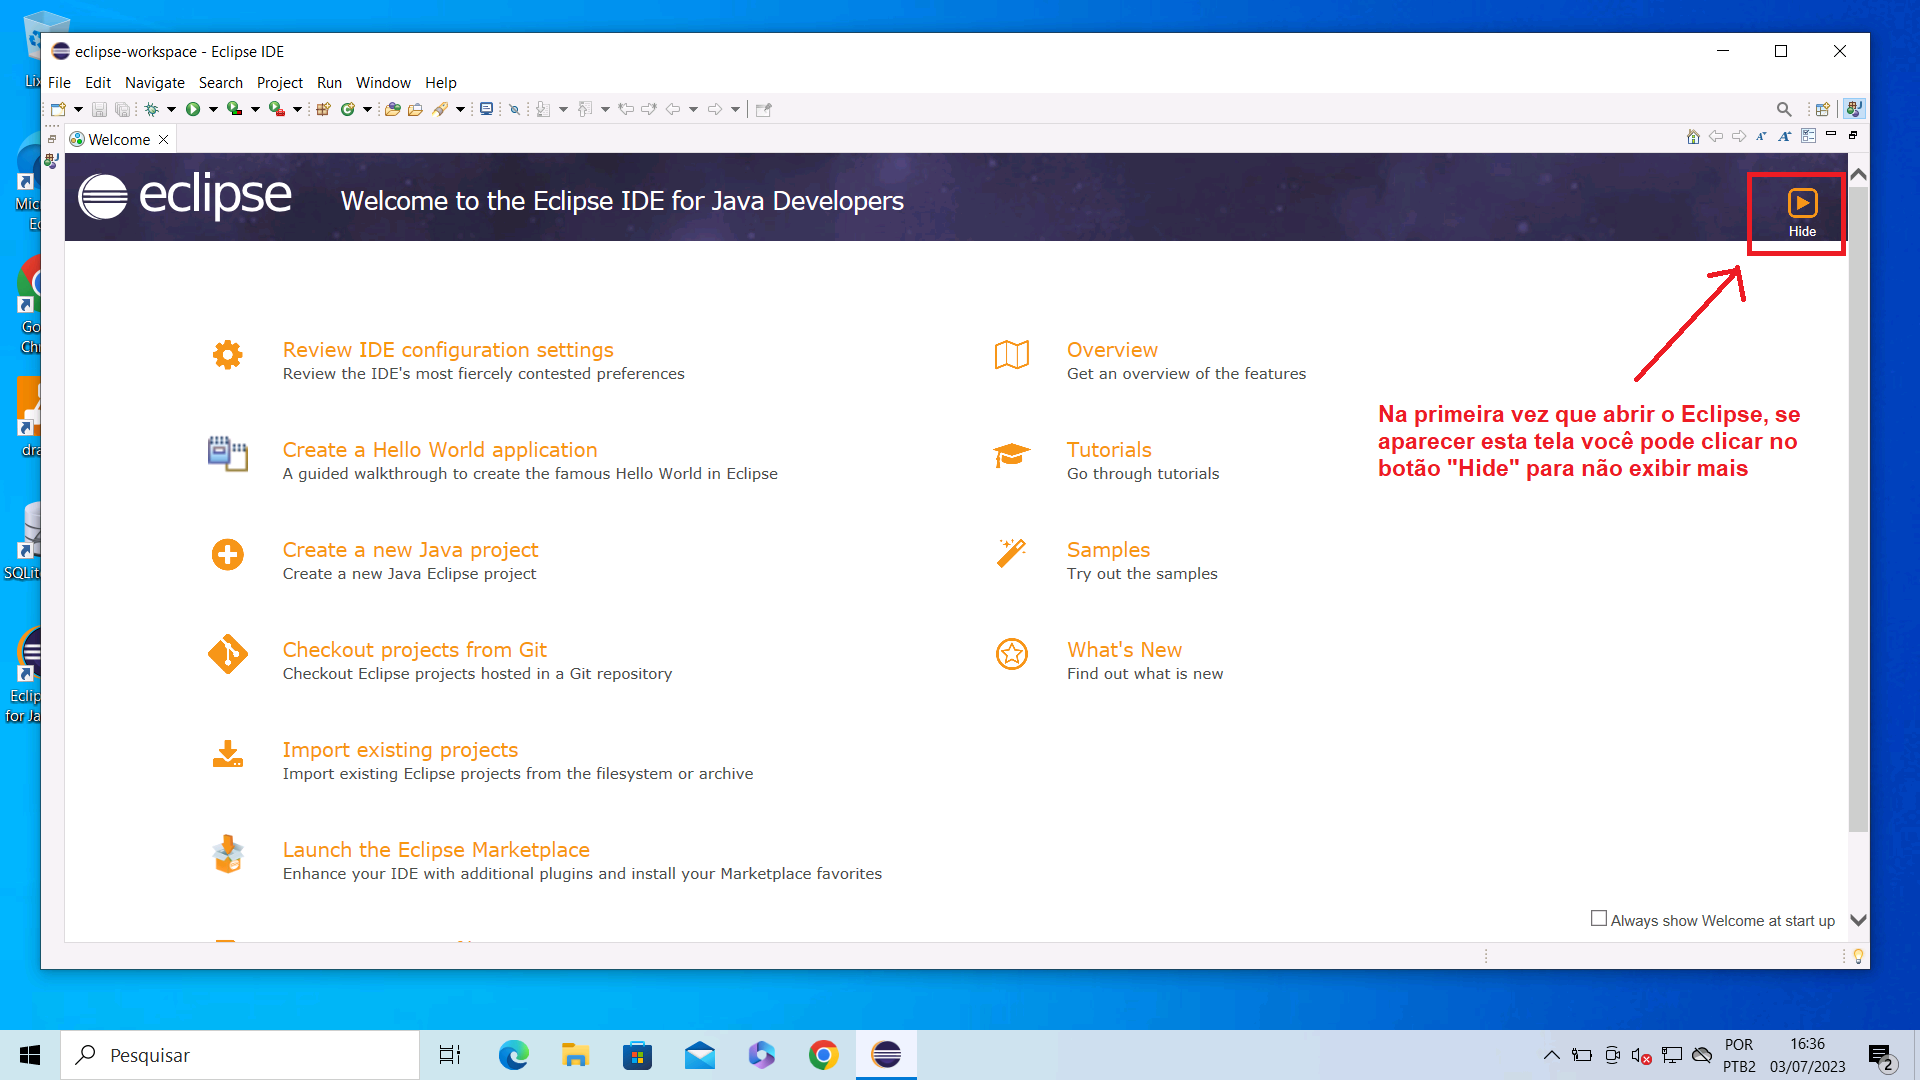 eclipse-workspace - Eclipse IDE
File Edit Navigate Search Project Run Window Help
Welcome
eclipse
Welcome to the Eclipse IDE for Java Developers
Hide
Review IDE configuration settings
Review the IDE's most fiercely contested preferences
Overview
Get an overview of the features
Na primeira vez que abrir o Eclipse, se
aparecer esta tela você pode clicar no
botão "Hide" para não exibir mais
Create a Hello World application
A guided walkthrough to create the famous Hello World in Eclipse
Tutorials
Go through tutorials
Create a new Java project
Create a new Java Eclipse project
Samples
Try out the samples
Checkout projects from Git
Checkout Eclipse projects hosted in a Git repository
What's New
Find out what is new
Import existing projects
Import existing Eclipse projects from the filesystem or archive
Launch the Eclipse Marketplace
Enhance your IDE with additional plugins and install your Marketplace favorites
Always show Welcome at start up
for
Pesquisar
POR
PTB2
16:36
03/07/2023
2